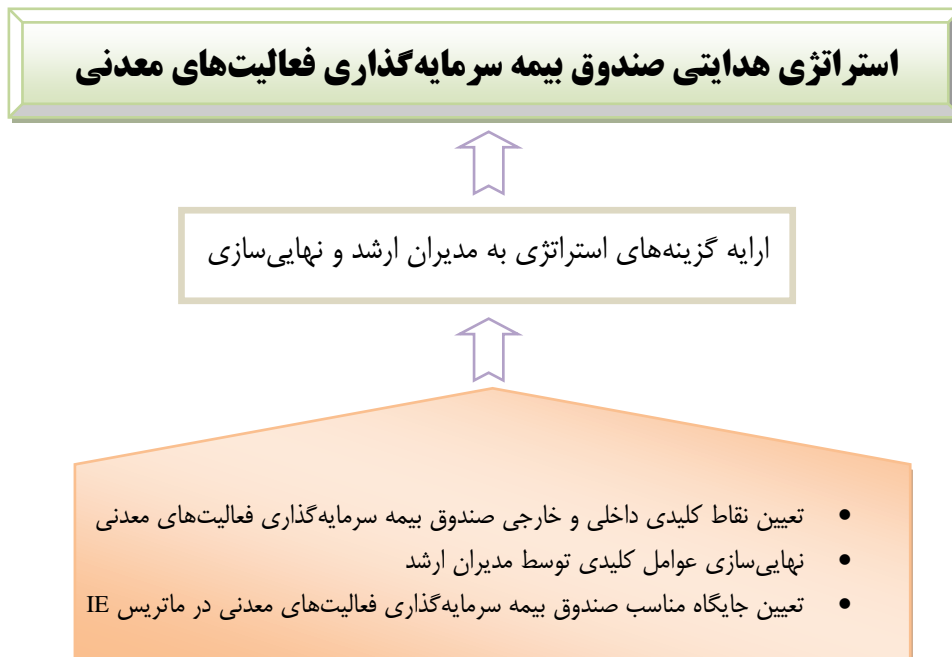 استراتژی هدایتی صندوق بیمه سرمایه‌گذاری فعالیت‌های معدنی
ارایه گزینه‌های استراتژی به مدیران ارشد و نهایی‌سازی
• تعیین نقاط کلیدی داخلی و خارجی صندوق بیمه سرمایه‌گذاری فعالیت‌های معدنی
• نهایی‌سازی عوامل کلیدی توسط مدیران ارشد
• تعیین جایگاه مناسب صندوق بیمه سرمایه‌گذاری فعالیت‌های معدنی در ماتریس IE